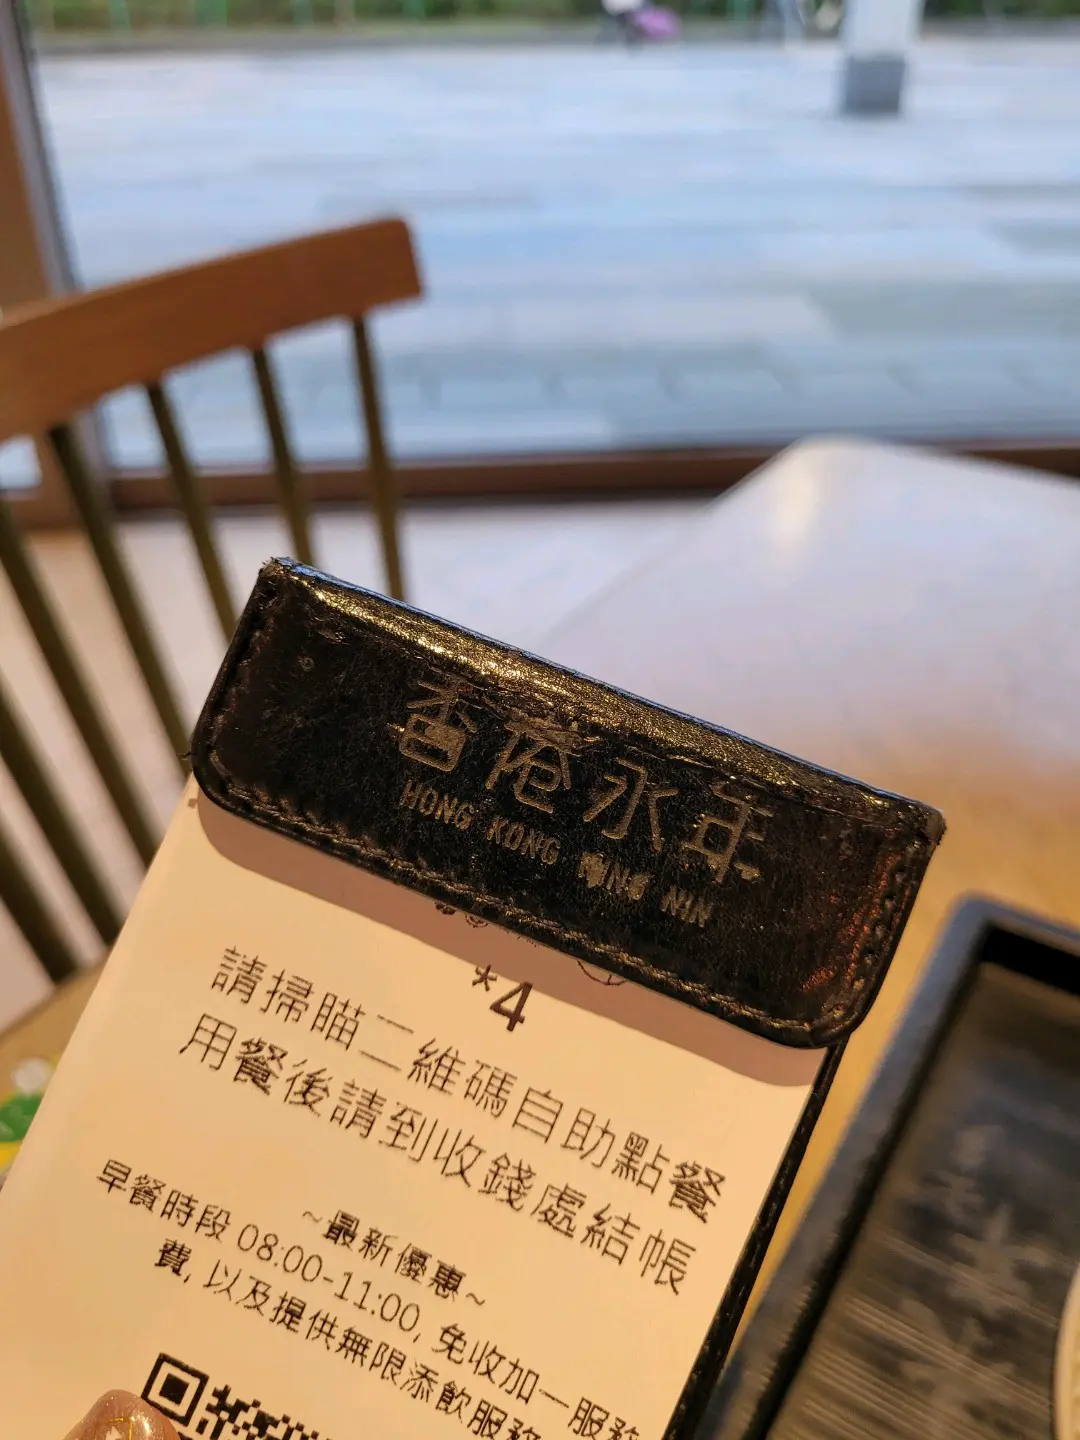 香港永年
HONG KONG WING NIN
*4
請掃瞄二維碼自助點餐
用餐後請到收錢處結帳
~最新優惠~
早餐時段 08:00-11:00, 免收加一服務
費, 以及提供無限添飲服務